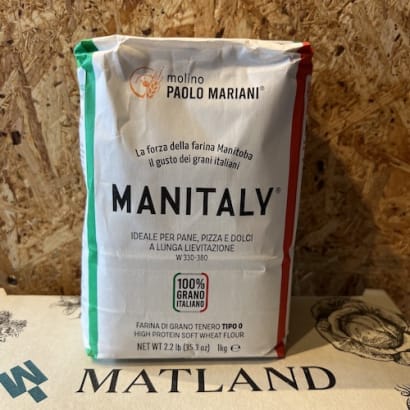 molino
PAOLO MARIANI®
La forza della farina Manitoba
il gusto dei grani italiani
MANITALY®
IDEALE PER PANE, PIZZA E DOLCI
A LUNGA LIEVITAZIONE
W 330-380
100%
GRANO
ITALIANO
FARINA DI GRANO TENERO TIPO 0
HIGH PROTEIN SOFT WHEAT FLOUR
NET WT 2.2 lb (35.3 oz) 1kg ℮
MATLAND